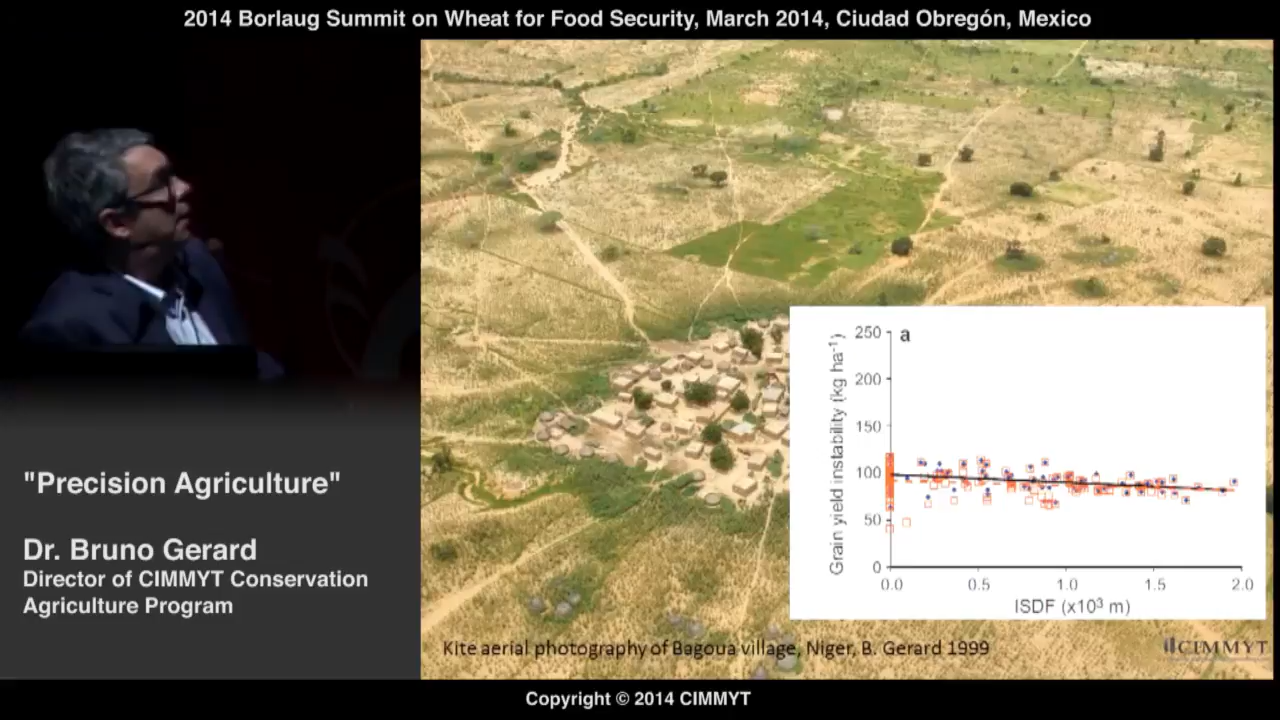 2014 Borlaug Summit on Wheat for Food Security, March 2014, Ciudad Obregón, Mexico
"Precision Agriculture"
Dr. Bruno Gerard
Director of CIMMYT Conservation
Agriculture Program
a
Grain yield instability (kg ha⁻¹)
250
200
150
100
50
0
0.0 0.5 1.0 1.5 2.0
ISDF (x10³ m)
Kite aerial photography of Bagoua village, Niger, B. Gerard 1999
CIMMYT
Copyright © 2014 CIMMYT